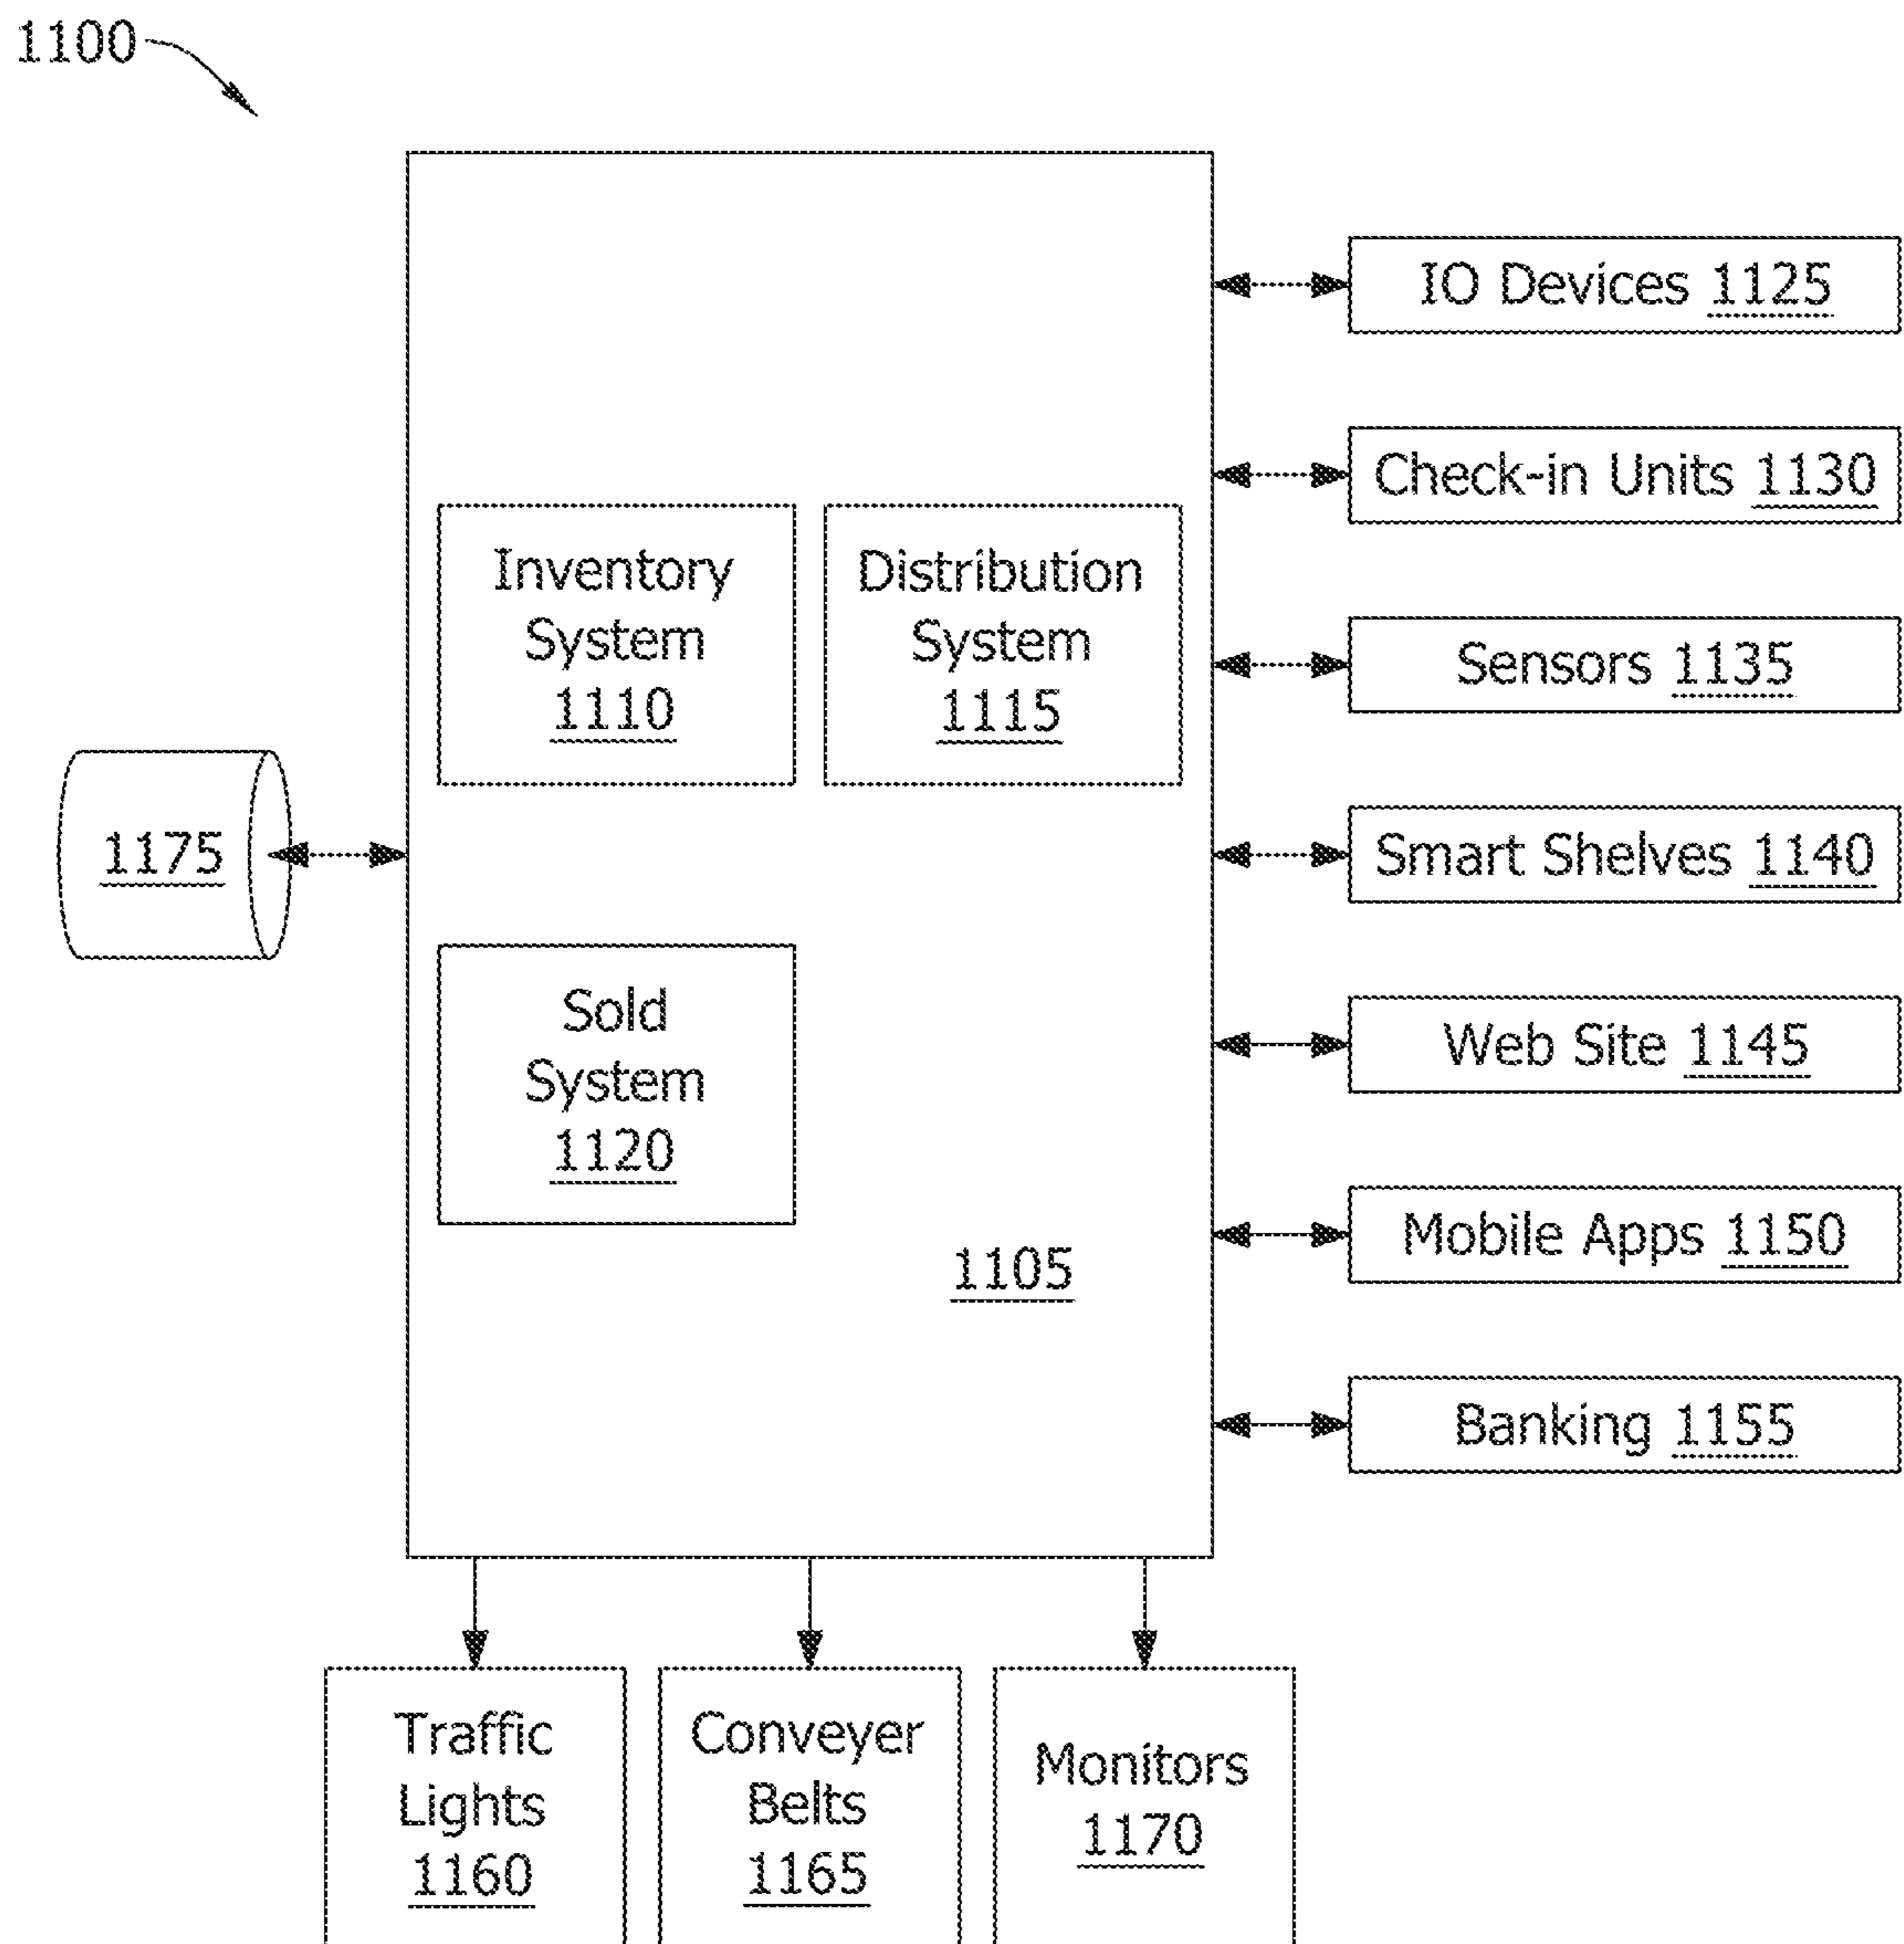 1100
IO Devices 1125
Check-in Units 1130
Inventory
System
1110
Distribution
System
1115
Sensors 1135
1175
Smart Shelves 1140
Sold
System
1120
Web Site 1145
Mobile Apps 1150
1105
Banking 1155
Traffic
Lights
1160
Conveyer
Belts
1165
Monitors
1170